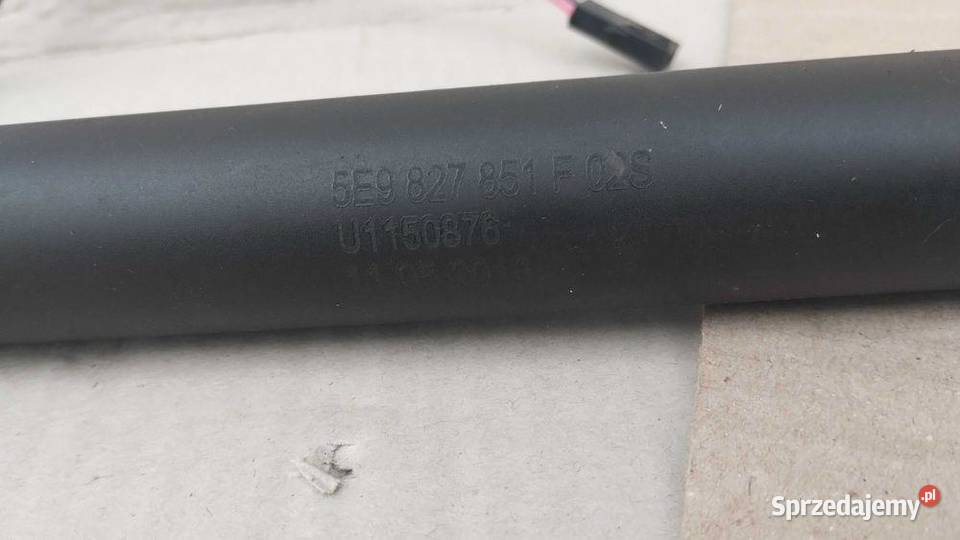 5E9 827 851 F 02S
U1150876
Sprzedajemy.pl